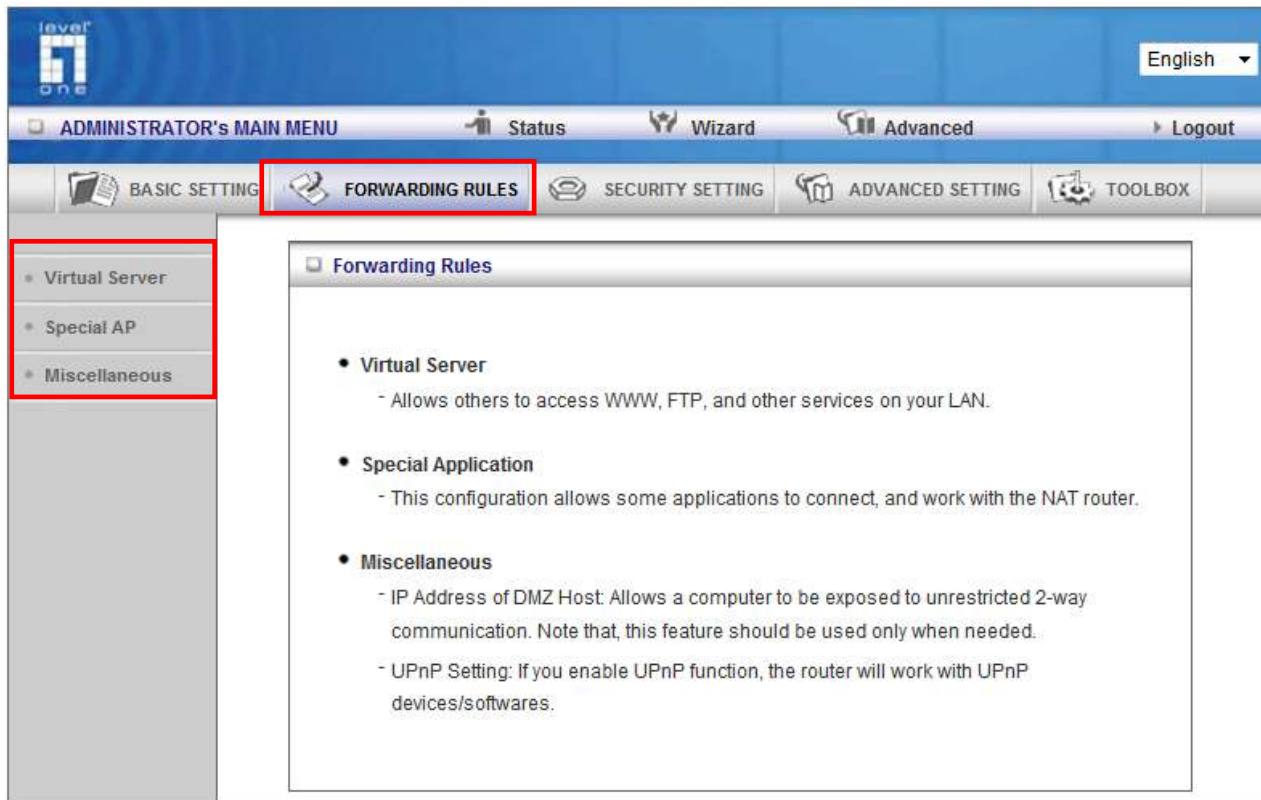 level
one
English
ADMINISTRATOR's MAIN MENU Status Wizard Advanced Logout
BASIC SETTING FORWARDING RULES SECURITY SETTING ADVANCED SETTING TOOLBOX
Virtual Server
Special AP
Miscellaneous
Forwarding Rules
• Virtual Server
- Allows others to access WWW, FTP, and other services on your LAN.
• Special Application
- This configuration allows some applications to connect, and work with the NAT router.
• Miscellaneous
- IP Address of DMZ Host: Allows a computer to be exposed to unrestricted 2-way
communication. Note that, this feature should be used only when needed.
- UPnP Setting: If you enable UPnP function, the router will work with UPnP
devices/softwares.